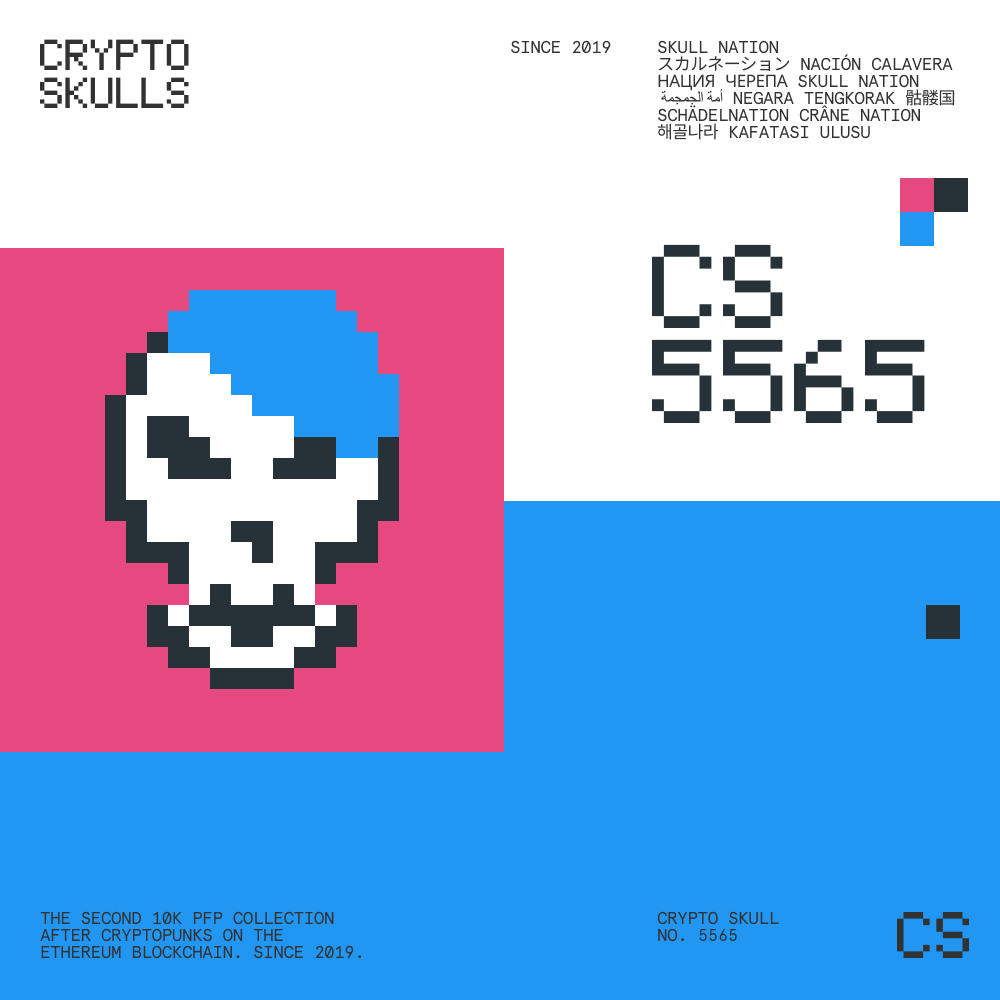 CRYPTO
SKULLS
SINCE 2019
SKULL NATION
スカルネーション NACIÓN CALAVERA
НАЦИЯ ЧЕРЕПА SKULL NATION
أمة الجمجمة NEGARA TENGKORAK 骷髅国
SCHÄDELNATION CRÂNE NATION
해골나라 KAFATASI ULUSU
CS
5565
THE SECOND 10K PFP COLLECTION
AFTER CRYPTOPUNKS ON THE
ETHEREUM BLOCKCHAIN. SINCE 2019.
CRYPTO SKULL
NO. 5565
CS